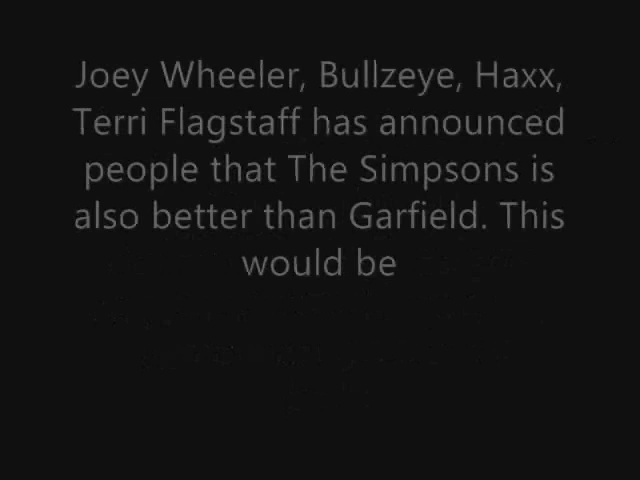 Joey Wheeler, Bullzeye, Haxx,
Terri Flagstaff has announced
people that The Simpsons is
also better than Garfield. This
would be